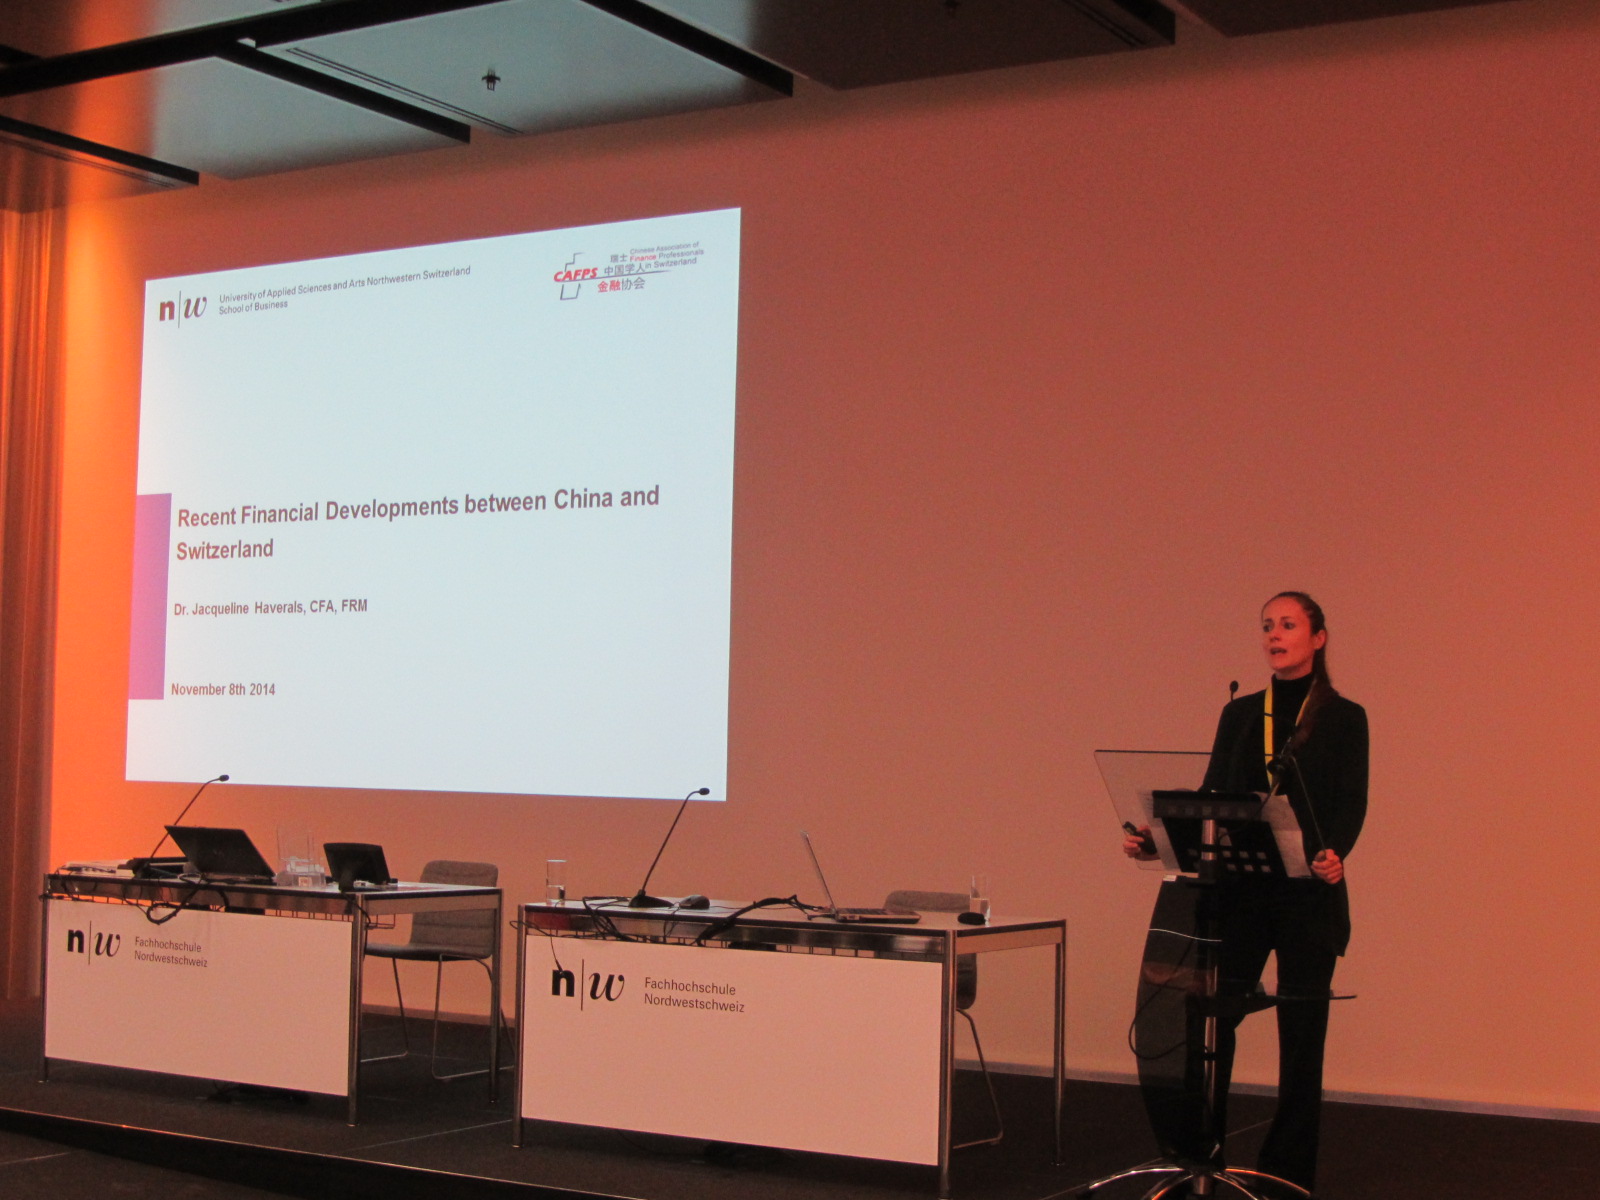 n|w University of Applied Sciences and Arts Northwestern Switzerland
School of Business
CAFPS
瑞士
中国学人
金融协会
Chinese Association of
Finance Professionals
in Switzerland
Recent Financial Developments between China and
Switzerland
Dr. Jacqueline Haverals, CFA, FRM
November 8th 2014
n|w Fachhochschule
Nordwestschweiz
n|w Fachhochschule
Nordwestschweiz